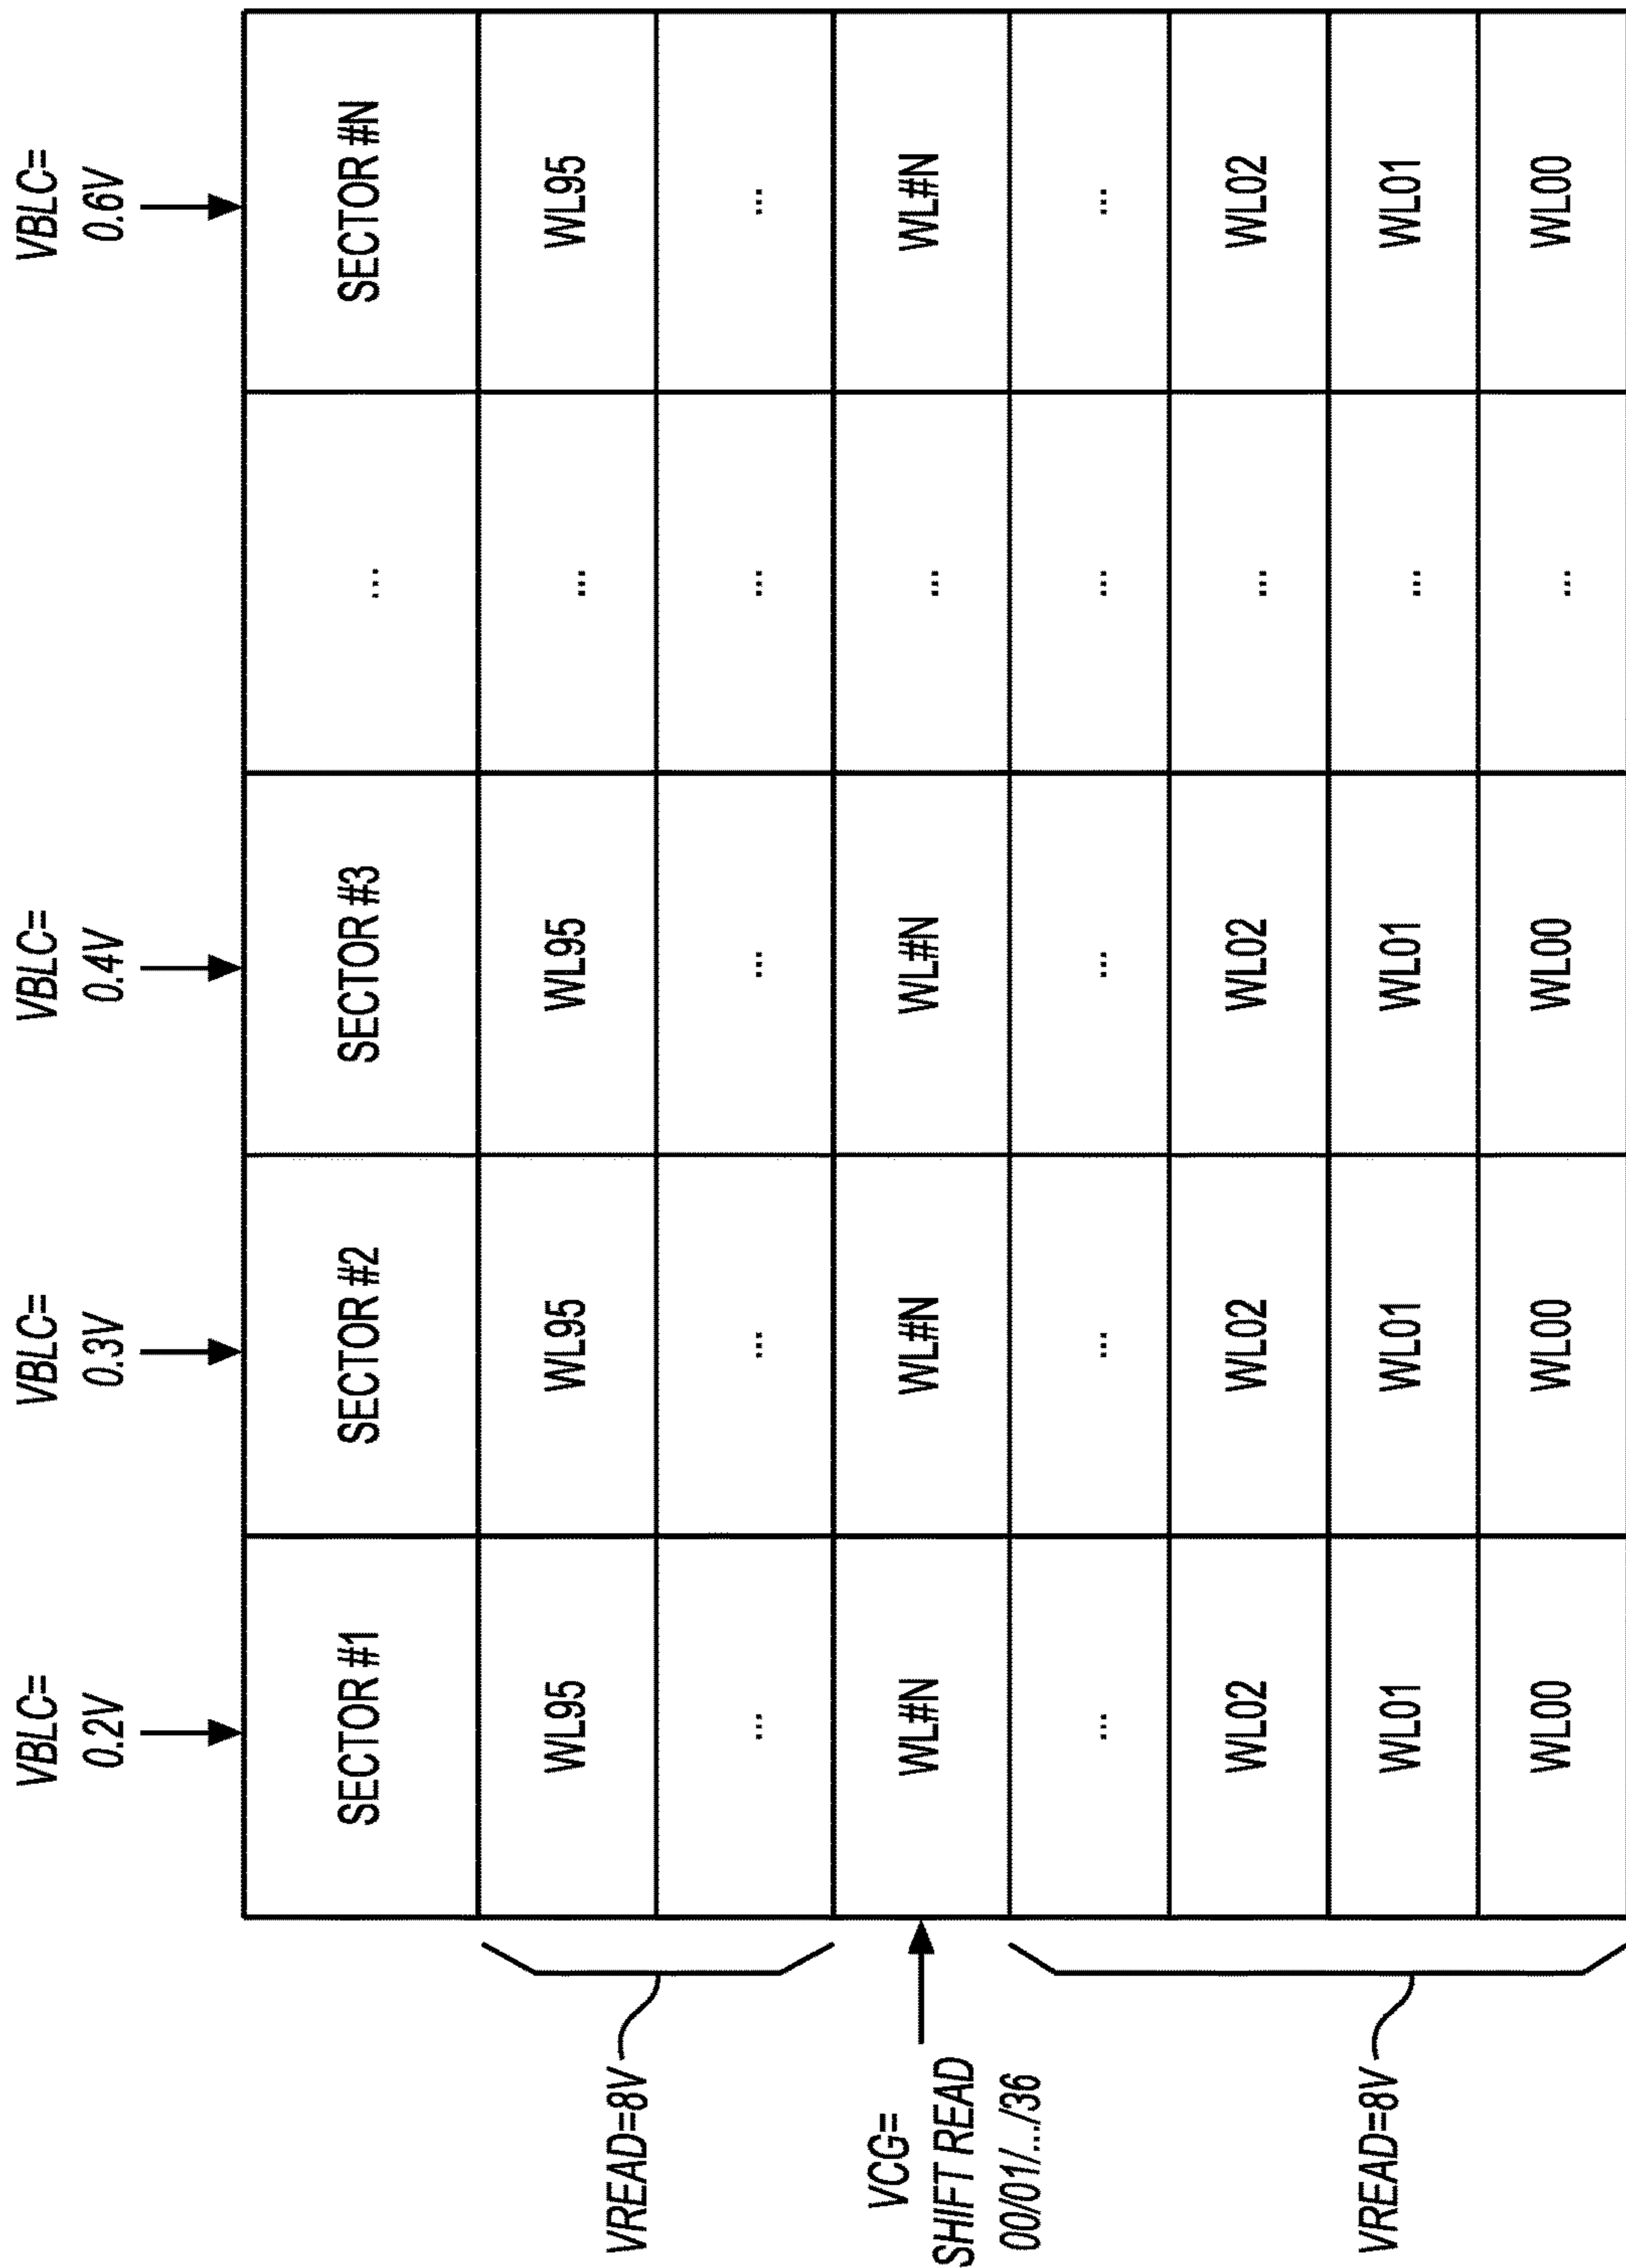 VBLC=
0.2V
VBLC=
0.3V
VBLC=
0.4V
VBLC=
0.6V
SECTOR #1
SECTOR #2
SECTOR #3
...
SECTOR #N
VREAD=8V
WL95
WL95
WL95
...
WL95
...
...
...
...
...
VCG=
SHIFT READ
00/01/.../36
WL#N
WL#N
WL#N
...
WL#N
VREAD=8V
...
...
...
...
...
WL02
WL02
WL02
...
WL02
WL01
WL01
WL01
...
WL01
WL00
WL00
WL00
...
WL00